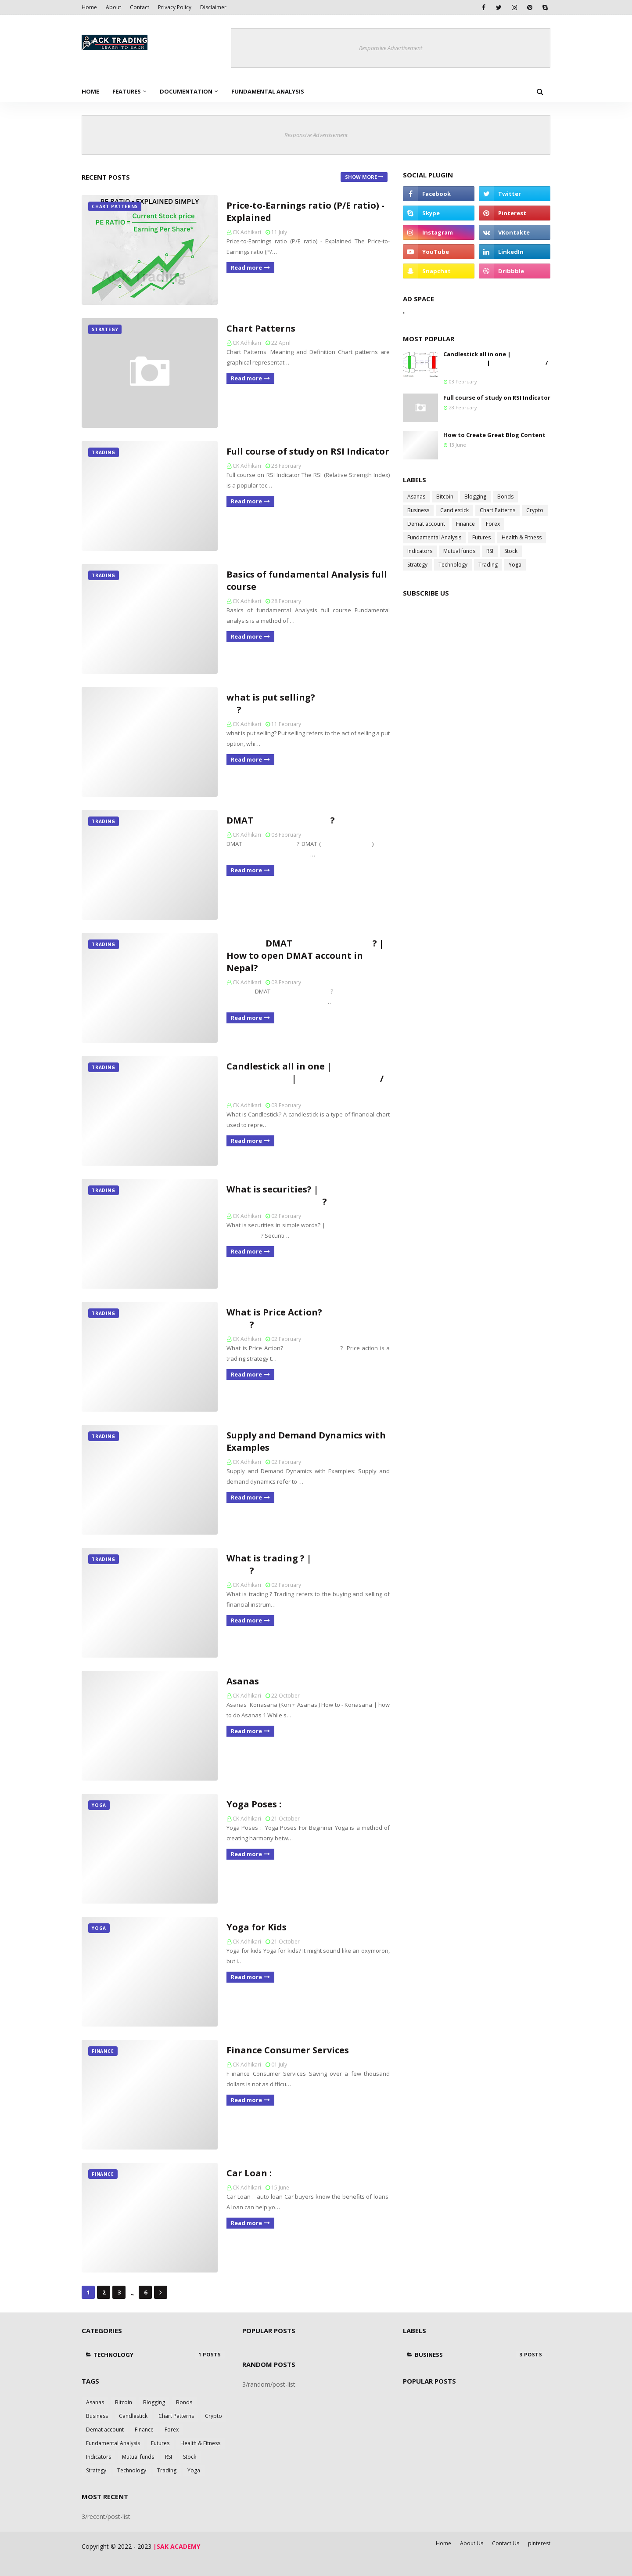 Home About Contact Privacy Policy Disclaimer
ACK TRADING
LEARN TO EARN
Responsive Advertisement
HOME FEATURES DOCUMENTATION FUNDAMENTAL ANALYSIS
Responsive Advertisement
RECENT POSTS
SHOW MORE
CHART PATTERNS
PE RATIO - EXPLAINED SIMPLY
PE RATIO = Current Stock price
Earning Per Share*
Ack Trading
Price-to-Earnings ratio (P/E ratio) -
Explained
CK Adhikari 11 July
Price-to-Earnings ratio (P/E ratio) - Explained The Price-to-
Earnings ratio (P/…
Read more
STRATEGY
Chart Patterns
CK Adhikari 22 April
Chart Patterns: Meaning and Definition Chart patterns are
graphical representat…
Read more
TRADING
Full course of study on RSI Indicator
CK Adhikari 28 February
Full course on RSI Indicator The RSI (Relative Strength Index)
is a popular tec…
Read more
TRADING
Basics of fundamental Analysis full
course
CK Adhikari 28 February
Basics of fundamental Analysis full course Fundamental
analysis is a method of …
Read more
what is put selling?
?
CK Adhikari 11 February
what is put selling? Put selling refers to the act of selling a put
option, whi…
Read more
TRADING
DMAT ?
CK Adhikari 08 February
DMAT ? DMAT ( )
…
Read more
TRADING
DMAT ? |
How to open DMAT account in
Nepal?
CK Adhikari 08 February
DMAT ?
…
Read more
TRADING
Candlestick all in one |
| /
CK Adhikari 03 February
What is Candlestick? A candlestick is a type of financial chart
used to repre…
Read more
TRADING
What is securities? |
?
CK Adhikari 02 February
What is securities in simple words? |
? Securiti…
Read more
TRADING
What is Price Action?
?
CK Adhikari 02 February
What is Price Action? ? Price action is a
trading strategy t…
Read more
TRADING
Supply and Demand Dynamics with
Examples
CK Adhikari 02 February
Supply and Demand Dynamics with Examples: Supply and
demand dynamics refer to …
Read more
TRADING
What is trading ? |
?
CK Adhikari 02 February
What is trading ? Trading refers to the buying and selling of
financial instrum…
Read more
Asanas
CK Adhikari 22 October
Asanas Konasana (Kon + Asanas ) How to - Konasana | how
to do Asanas 1 While s…
Read more
YOGA
Yoga Poses :
CK Adhikari 21 October
Yoga Poses : Yoga Poses For Beginner Yoga is a method of
creating harmony betw…
Read more
YOGA
Yoga for Kids
CK Adhikari 21 October
Yoga for kids Yoga for kids? It might sound like an oxymoron,
but i…
Read more
FINANCE
Finance Consumer Services
CK Adhikari 01 July
F inance Consumer Services Saving over a few thousand
dollars is not as difficu…
Read more
FINANCE
Car Loan :
CK Adhikari 15 June
Car Loan : auto loan Car buyers know the benefits of loans.
A loan can help yo…
Read more
1 2 3 ... 6
SOCIAL PLUGIN
Facebook Twitter
Skype Pinterest
Instagram VKontakte
YouTube LinkedIn
Snapchat Dribbble
AD SPACE
MOST POPULAR
Candlestick all in one |
| /
03 February
Full course of study on RSI Indicator
28 February
How to Create Great Blog Content
15 June
LABELS
Asanas Bitcoin Blogging Bonds
Business Candlestick Chart Patterns Crypto
Demat account Finance Forex
Fundamental Analysis Futures Health & Fitness
Indicators Mutual funds RSI Stock
Strategy Technology Trading Yoga
SUBSCRIBE US
CATEGORIES
TECHNOLOGY 1 POSTS
TAGS
Asanas Bitcoin Blogging Bonds
Business Candlestick Chart Patterns Crypto
Demat account Finance Forex
Fundamental Analysis Futures Health & Fitness
Indicators Mutual funds RSI Stock
Strategy Technology Trading Yoga
MOST RECENT
3/recent/post-list
POPULAR POSTS
RANDOM POSTS
3/random/post-list
LABELS
BUSINESS 3 POSTS
POPULAR POSTS
Copyright © 2022 - 2023 |SAK ACADEMY
Home About Us Contact Us pinterest